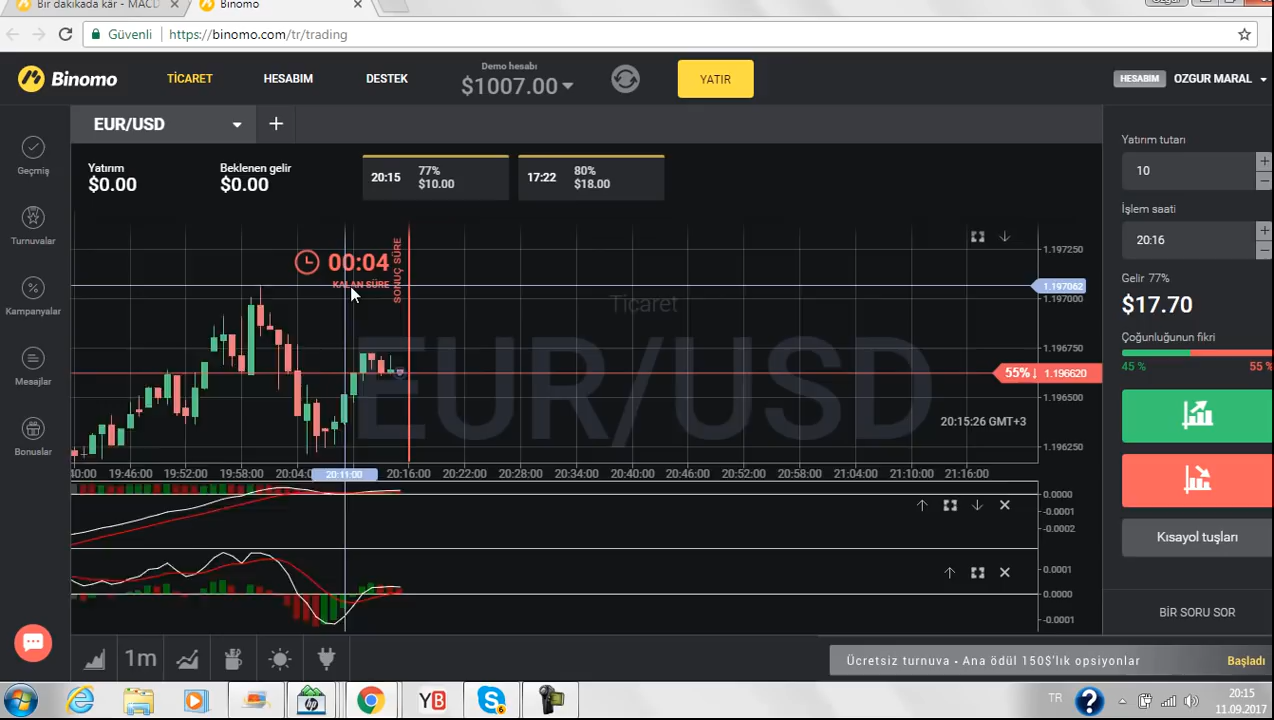 Bir dakikada kâr - MACD
Binomo
Ozgur
Güvenli https://binomo.com/tr/trading
Binomo TİCARET HESABIM DESTEK
Demo hesabı
$1007.00
YATIR
HESABIM OZGUR MARAL
EUR/USD
Geçmiş
Turnuvalar
Kampanyalar
Mesajlar
Bonuslar
Yatırım
$0.00
Beklenen gelir
$0.00
20:15 77%
$10.00
17:22 80%
$18.00
00:04
KALAN SÜRE
SONUÇ SÜRE
Ticaret
EUR/USD
1.197250
1.197062
1.197000
1.196750
55% 1.196620
1.196500
1.196250
20:15:26 GMT+3
40:00 19:46:00 19:52:00 19:58:00 20:04:0 20:11:00 20:16:00 20:22:00 20:28:00 20:34:00 20:40:00 20:46:00 20:52:00 20:58:00 21:04:00 21:10:00 21:16:00
0.0000
-0.0001
-0.0002
0.0001
0.0000
-0.0001
1m
Yatırım tutarı
10
İşlem saati
20:16
Gelir 77%
$17.70
Çoğunluğunun fikri
45 % 55 %
Kısayol tuşları
BİR SORU SOR
Ücretsiz turnuva - Ana ödül 150$'lık opsiyonlar Başladı
YB
6
TR
20:15
11.09.2017